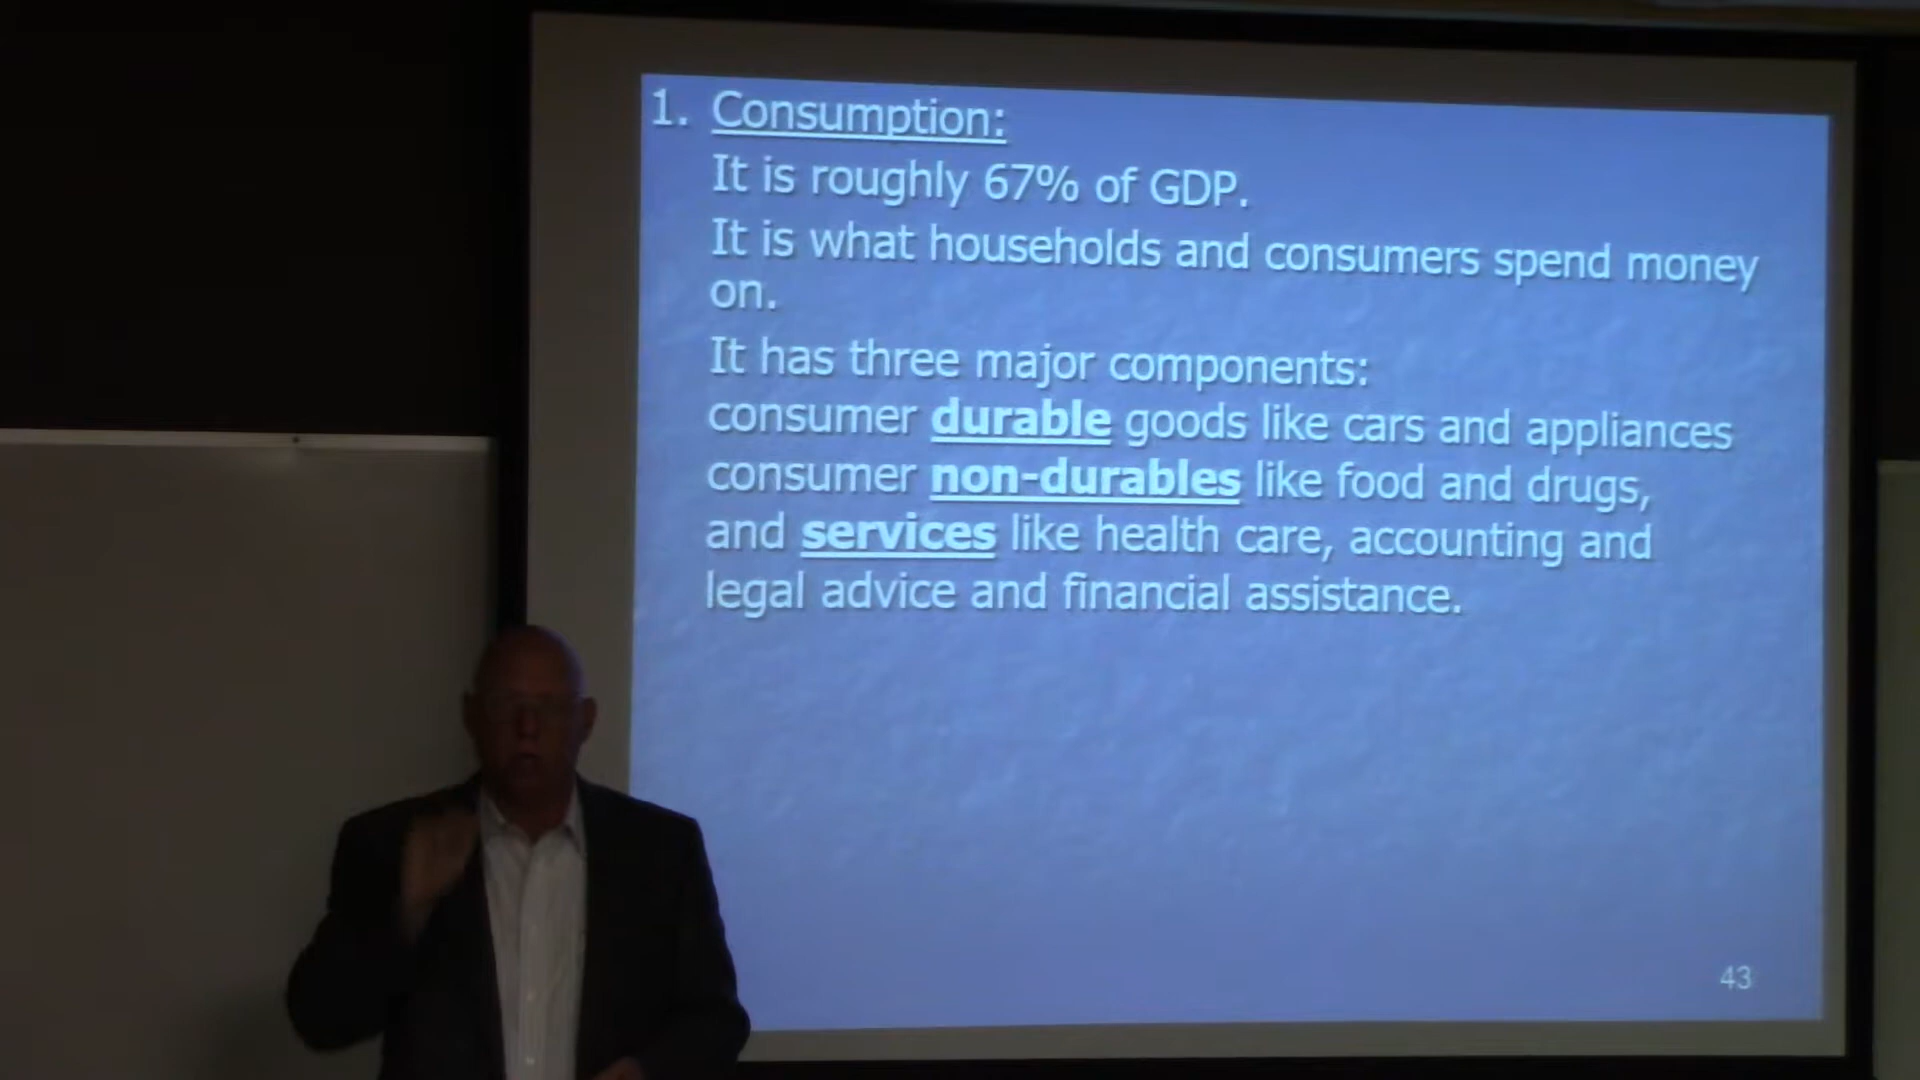 1. Consumption:
It is roughly 67% of GDP.
It is what households and consumers spend money
on.
It has three major components:
consumer durable goods like cars and appliances
consumer non-durables like food and drugs,
and services like health care, accounting and
legal advice and financial assistance.
43